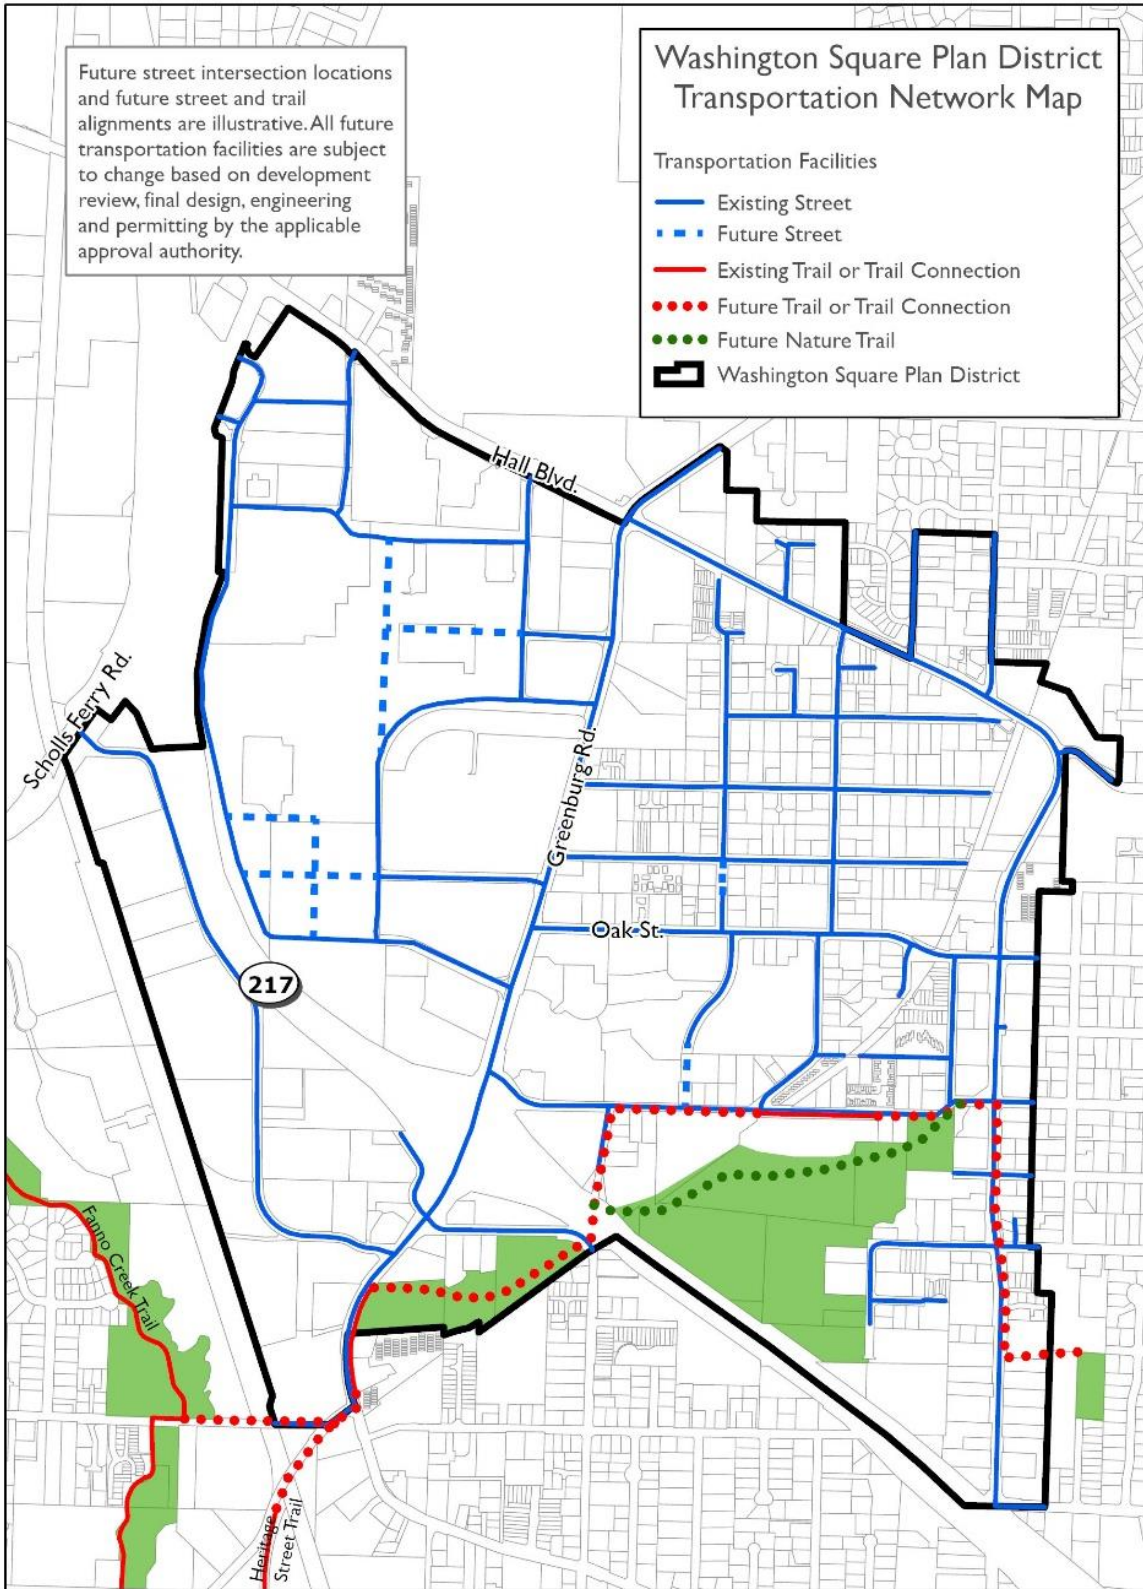 Future street intersection locations
and future street and trail
alignments are illustrative. All future
transportation facilities are subject
to change based on development
review, final design, engineering
and permitting by the applicable
approval authority.
Washington Square Plan District
Transportation Network Map
Transportation Facilities
Existing Street
Future Street
Existing Trail or Trail Connection
Future Trail or Trail Connection
Future Nature Trail
Washington Square Plan District
Hall Blvd.
Scholls Ferry Rd.
Greenburg Rd.
Oak St.
217
Fanno Creek Trail
Heritage
Street Trail